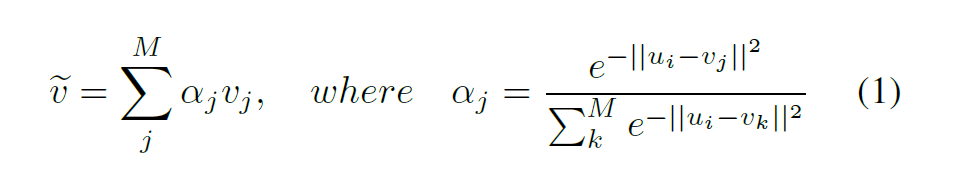 $\widetilde{v} = \sum_{j}^{M} \alpha_j v_j, \quad where \quad \alpha_j = \frac{e^{-||u_i - v_j||^2}}{\sum_{k}^{M} e^{-||u_i - v_k||^2}} \quad (1)$